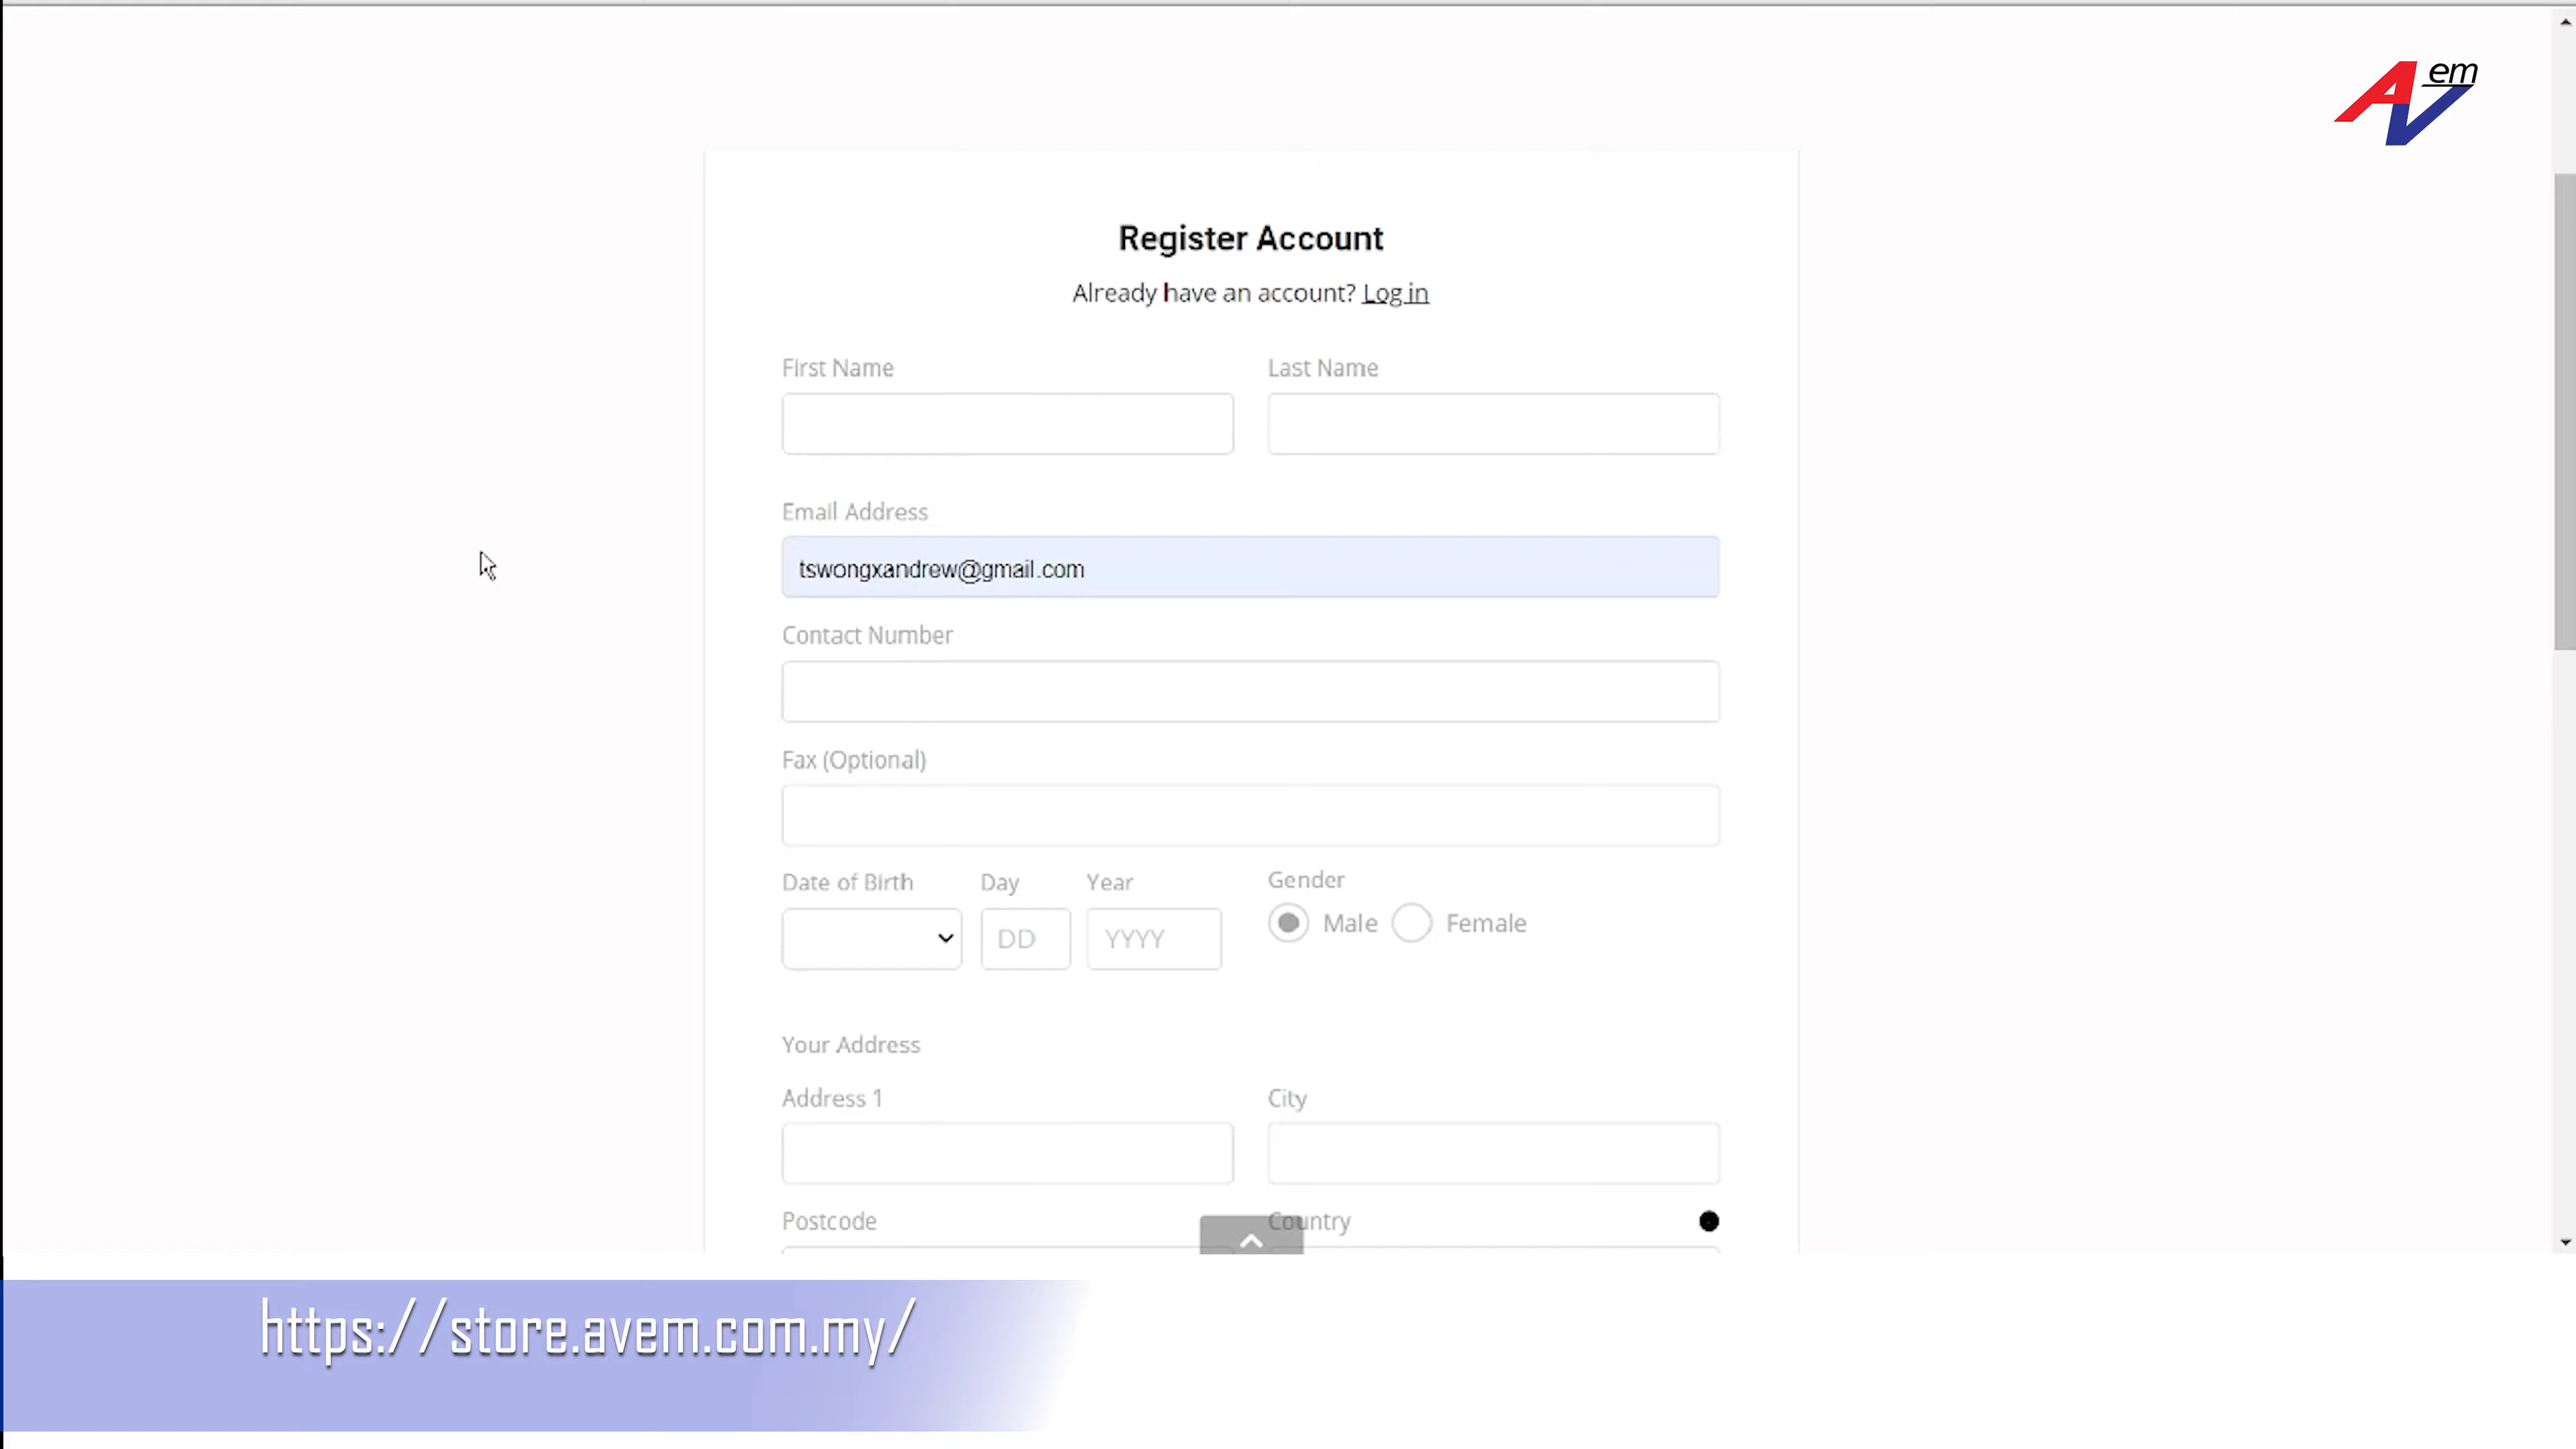 AV em
Register Account
Already have an account? Log in
First Name Last Name
Email Address
tswongxandrew@gmail.com
Contact Number
Fax (Optional)
Date of Birth Day Year Gender
DD YYYY Male Female
Your Address
Address 1 City
Postcode Country
https://store.avem.com.my/